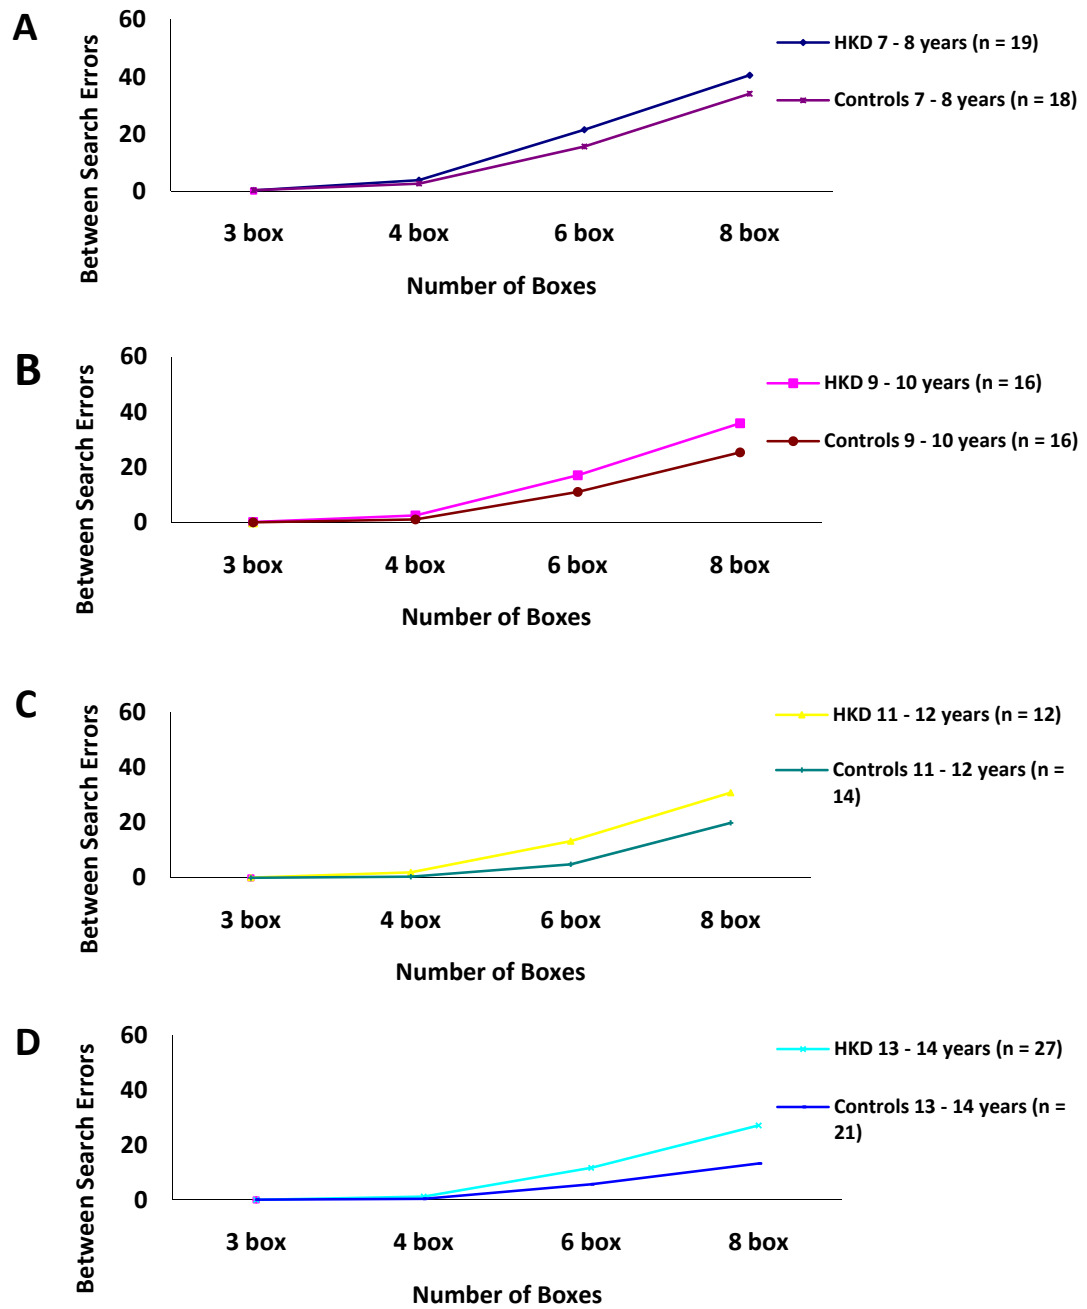 A
Between Search Errors
60
40
20
0
3 box 4 box 6 box 8 box
Number of Boxes
HKD 7 - 8 years (n = 19)
Controls 7 - 8 years (n = 18)
B
Between Search Errors
60
40
20
0
3 box 4 box 6 box 8 box
Number of Boxes
HKD 9 - 10 years (n = 16)
Controls 9 - 10 years (n = 16)
C
Between Search Errors
60
40
20
0
3 box 4 box 6 box 8 box
Number of Boxes
HKD 11 - 12 years (n = 12)
Controls 11 - 12 years (n =
14)
D
Between Search Errors
60
40
20
0
3 box 4 box 6 box 8 box
Number of Boxes
HKD 13 - 14 years (n = 27)
Controls 13 - 14 years (n =
21)